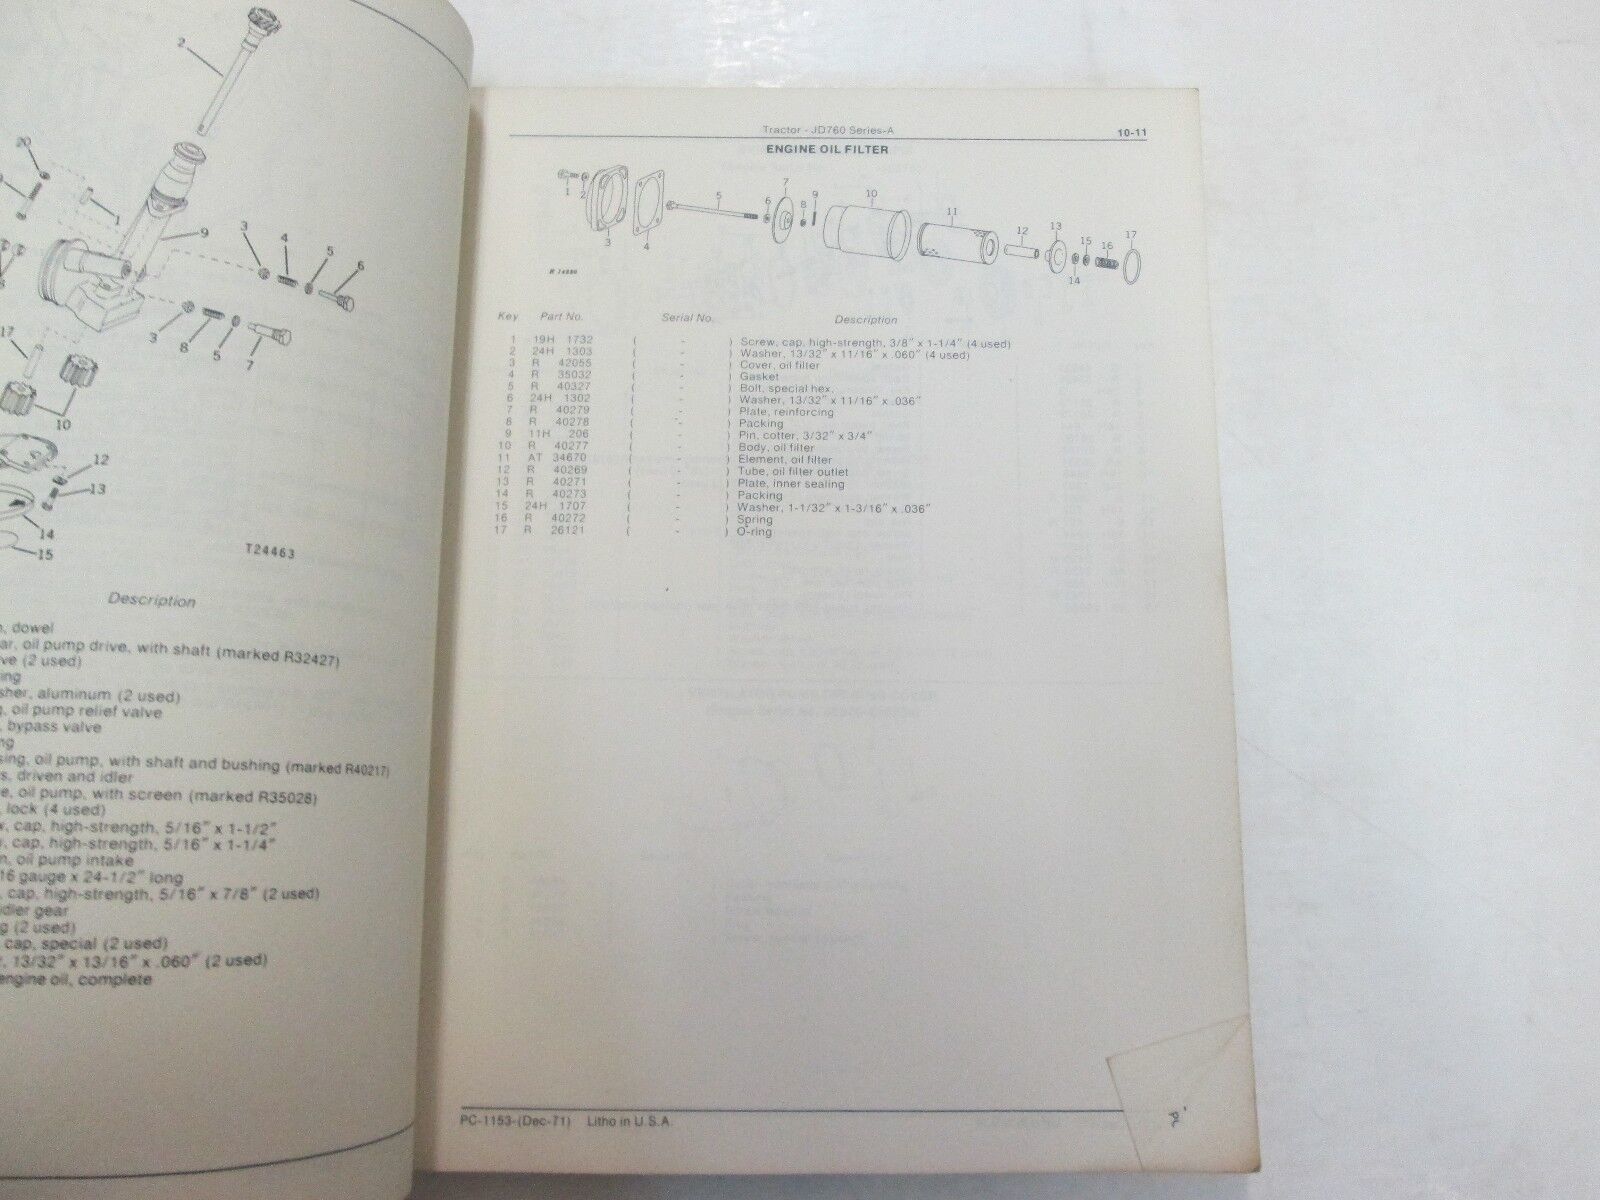 2
20
1
9
3
4
5
6
17
3
8
5
7
10
12
13
14
15
T24463
Description
dowel
oil pump drive, with shaft (marked R32427)
(2 used)
aluminum (2 used)
oil pump relief valve
bypass valve
oil pump, with shaft and bushing (marked R40217)
driven and idler
oil pump, with screen (marked R35028)
lock (4 used)
cap, high-strength, 5/16" x 1-1/2"
cap, high-strength, 5/16" x 1-1/4"
oil pump intake
16 gauge x 24-1/2" long
cap, high-strength, 5/16" x 7/8" (2 used)
idler gear
(2 used)
cap, special (2 used)
13/32" x 13/16" x .060" (2 used)
engine oil, complete
Tractor - JD760 Series-A 10-11
ENGINE OIL FILTER
1 2 3 4 5 6 7 8 9 10 11 12 13 14 15 16 17
Key Part No. Serial No. Description
1 19H 1732 ( - ) Screw, cap, high-strength, 3/8" x 1-1/4" (4 used)
2 24H 1303 ( - ) Washer, 13/32" x 11/16" x .060" (4 used)
3 R 42055 ( - ) Cover, oil filter
4 R 35032 ( - ) Gasket
5 R 40327 ( - ) Bolt, special hex.
6 24H 1302 ( - ) Washer, 13/32" x 11/16" x .036"
7 R 40279 ( - ) Plate, reinforcing
8 R 40278 ( - ) Packing
9 11H 206 ( - ) Pin, cotter, 3/32" x 3/4"
10 R 40277 ( - ) Body, oil filter
11 AT 34670 ( - ) Element, oil filter
12 R 40269 ( - ) Tube, oil filter outlet
13 R 40271 ( - ) Plate, inner sealing
14 R 40273 ( - ) Packing
15 24H 1707 ( - ) Washer, 1-1/32" x 1-3/16" x .036"
16 R 40272 ( - ) Spring
17 R 26121 ( - ) O-ring
PC-1153-(Dec-71) Litho in U.S.A.